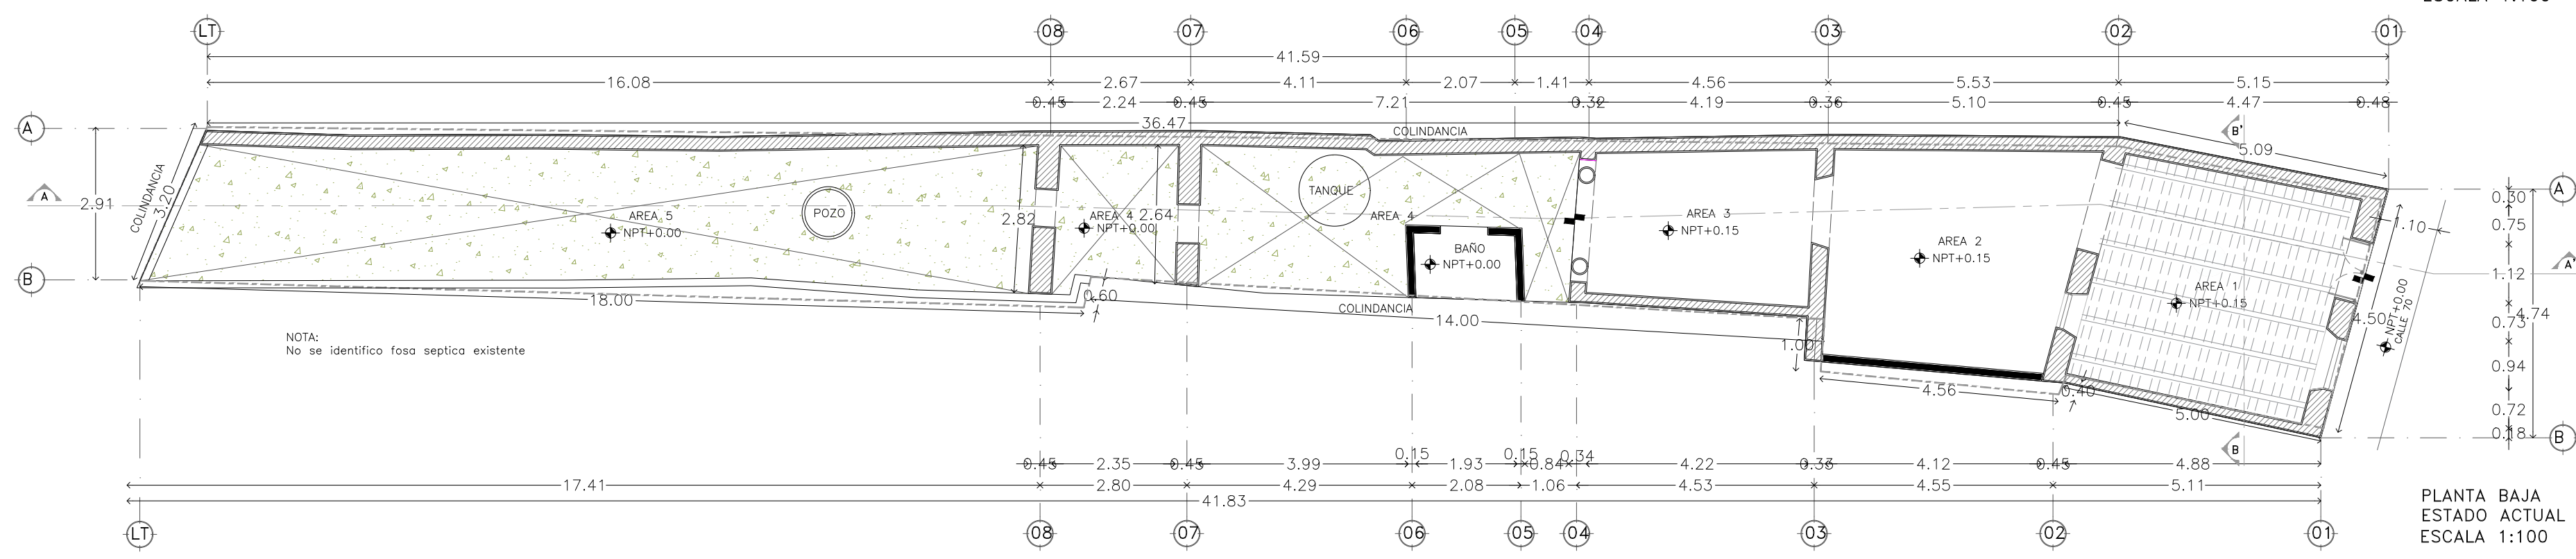 LT 08 07 06 05 04 03 02 01
41.59
16.08 2.67 4.11 2.07 1.41 4.56 5.53 5.15
0.45 2.24 0.45 7.21 0.32 4.19 0.36 5.10 0.45 4.47 0.48
36.47
A
COLINDANCIA
B'
5.09
A
COLINDANCIA
3.20
A
2.91
0.30
1.10
0.75
TANQUE
POZO
AREA 5
NPT+0.00
2.82
AREA 4
NPT+0.00
2.64
AREA 4
AREA 3
NPT+0.15
AREA 2
NPT+0.15
BAÑO
NPT+0.00
A'
1.12
B
18.00
0.60
COLINDANCIA
14.00
AREA 1
NPT+0.15
4.50
NPT+0.00
CALLE 70
0.73
4.74
NOTA:
No se identifico fosa septica existente
1.00
0.94
4.56
0.40
5.00
0.72
0.18
B
B
0.45 2.35 0.45 3.99 0.15 1.93 0.15 0.84 0.34 4.22 0.36 4.12 0.45 4.88
17.41 2.80 4.29 2.08 1.06 4.53 4.55 5.11
41.83
LT 08 07 06 05 04 03 02 01
PLANTA BAJA
ESTADO ACTUAL
ESCALA 1:100